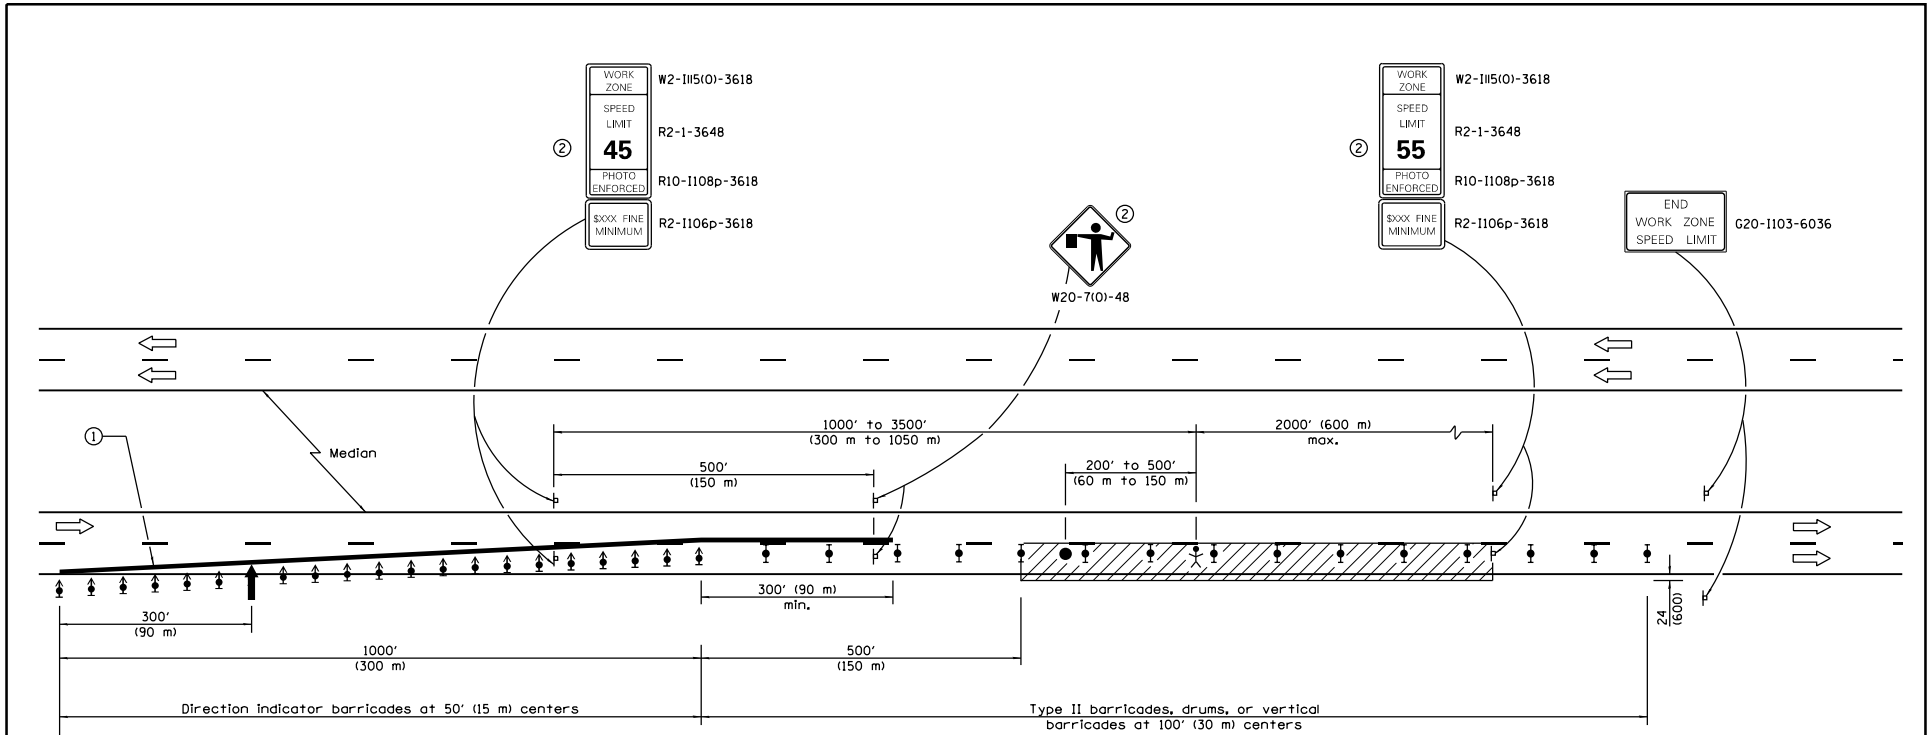 WORK
ZONE
W2-I115(0)-3618
SPEED
LIMIT
45
R2-1-3648
②
PHOTO
ENFORCED
R10-I108p-3618
$XXX FINE
MINIMUM
R2-I106p-3618
②
W20-7(0)-48
WORK
ZONE
W2-I115(0)-3618
SPEED
LIMIT
55
R2-1-3648
②
PHOTO
ENFORCED
R10-I108p-3618
$XXX FINE
MINIMUM
R2-I106p-3618
END
WORK ZONE
SPEED LIMIT
G20-I103-6036
①
Median
1000' to 3500'
(300 m to 1050 m)
2000' (600 m)
max.
500'
(150 m)
200' to 500'
(60 m to 150 m)
300'
(90 m)
300' (90 m)
min.
24
(600)
1000'
(300 m)
500'
(150 m)
Direction indicator barricades at 50' (15 m) centers
Type II barricades, drums, or vertical
barricades at 100' (30 m) centers